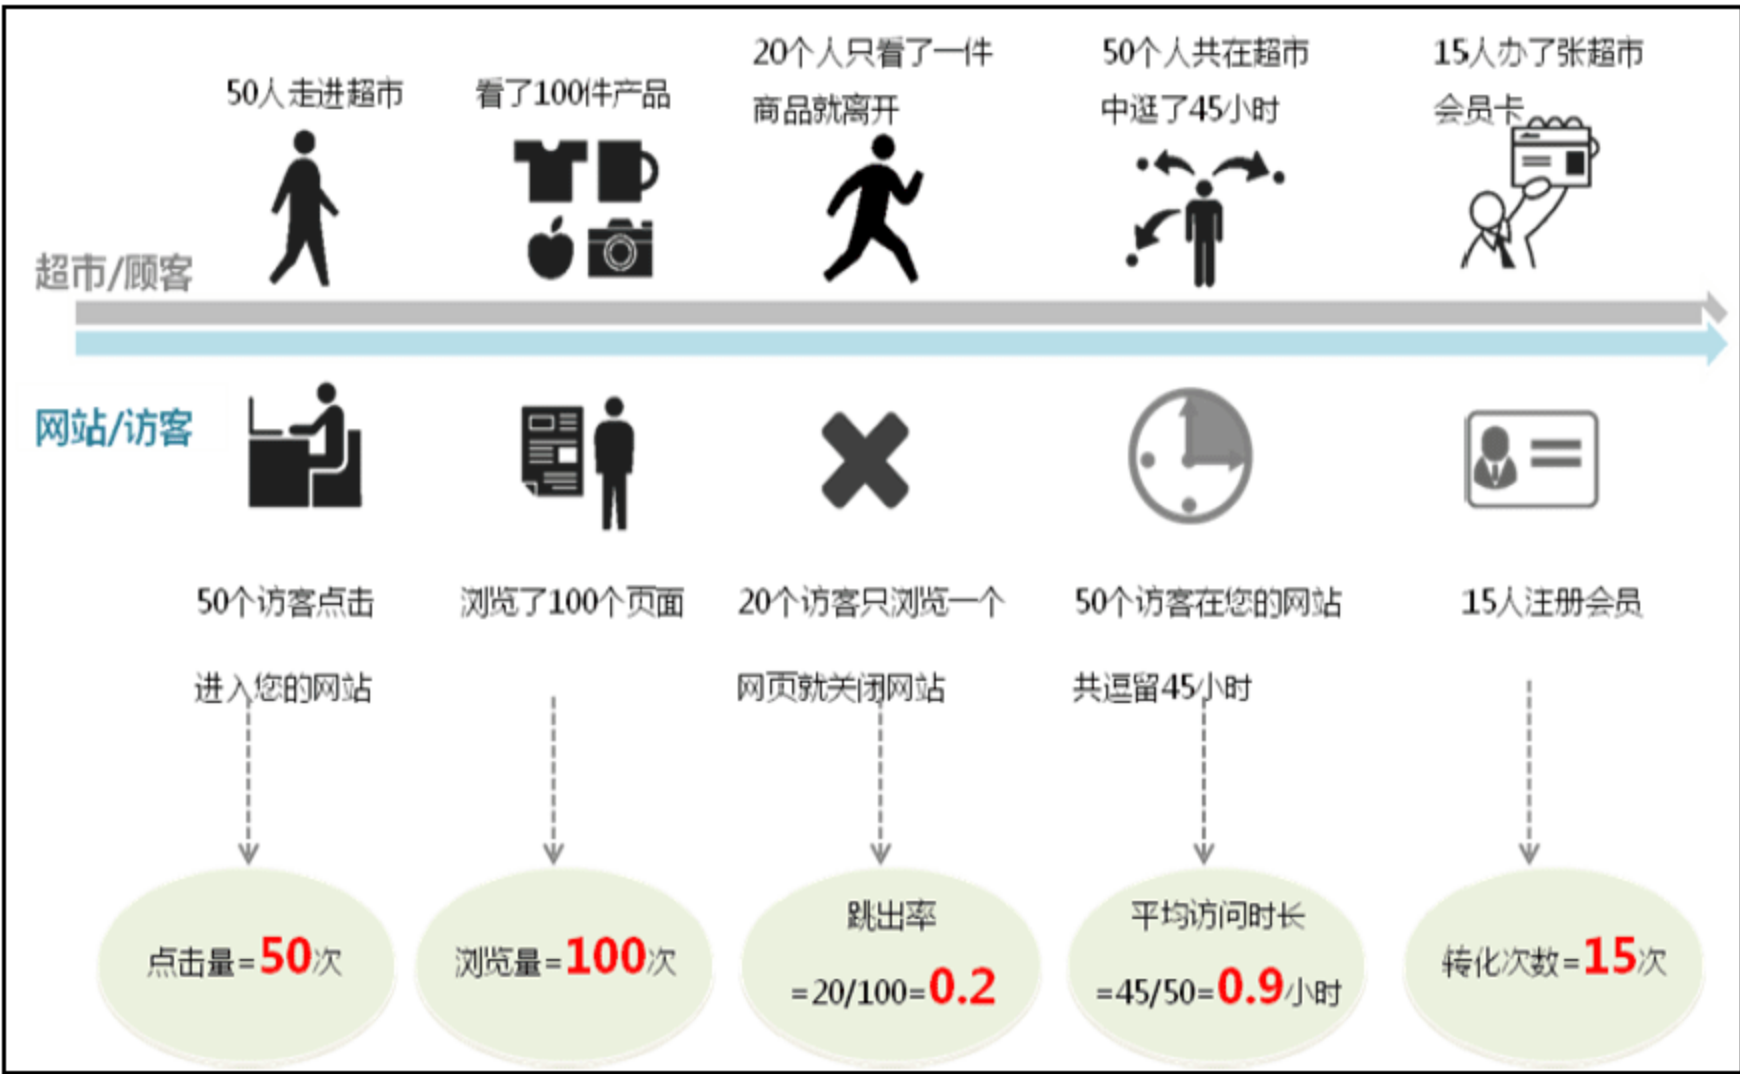 50人走进超市
看了100件产品
20个人只看了一件
商品就离开
50个人共在超市
中逛了45小时
15人办了张超市
会员卡
超市/顾客
网站/访客
50个访客点击
进入您的网站
浏览了100个页面
20个访客只浏览一个
网页就关闭网站
50个访客在您的网站
共逗留45小时
15人注册会员
点击量=50次
浏览量=100次
跳出率
=20/100=0.2
平均访问时长
=45/50=0.9小时
转化次数=15次